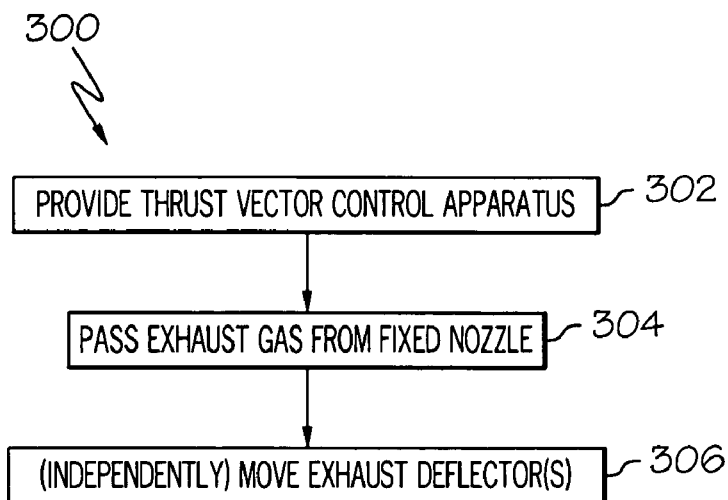 300
PROVIDE THRUST VECTOR CONTROL APPARATUS
302
PASS EXHAUST GAS FROM FIXED NOZZLE
304
(INDEPENDENTLY) MOVE EXHAUST DEFLECTOR(S)
306